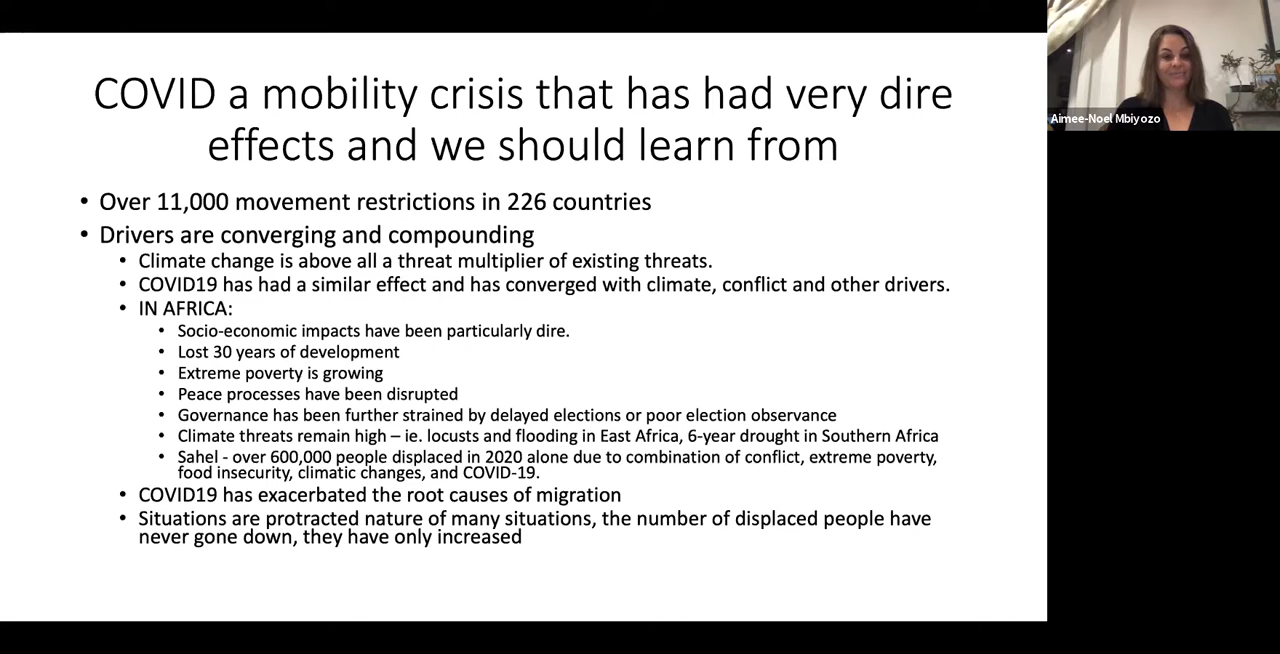 COVID a mobility crisis that has had very dire
effects and we should learn from
• Over 11,000 movement restrictions in 226 countries
• Drivers are converging and compounding
• Climate change is above all a threat multiplier of existing threats.
• COVID19 has had a similar effect and has converged with climate, conflict and other drivers.
• IN AFRICA:
• Socio-economic impacts have been particularly dire.
• Lost 30 years of development
• Extreme poverty is growing
• Peace processes have been disrupted
• Governance has been further strained by delayed elections or poor election observance
• Climate threats remain high – ie. locusts and flooding in East Africa, 6-year drought in Southern Africa
• Sahel - over 600,000 people displaced in 2020 alone due to combination of conflict, extreme poverty,
food insecurity, climatic changes, and COVID-19.
• COVID19 has exacerbated the root causes of migration
• Situations are protracted nature of many situations, the number of displaced people have
never gone down, they have only increased
Aimee-Noel Mbiyozo